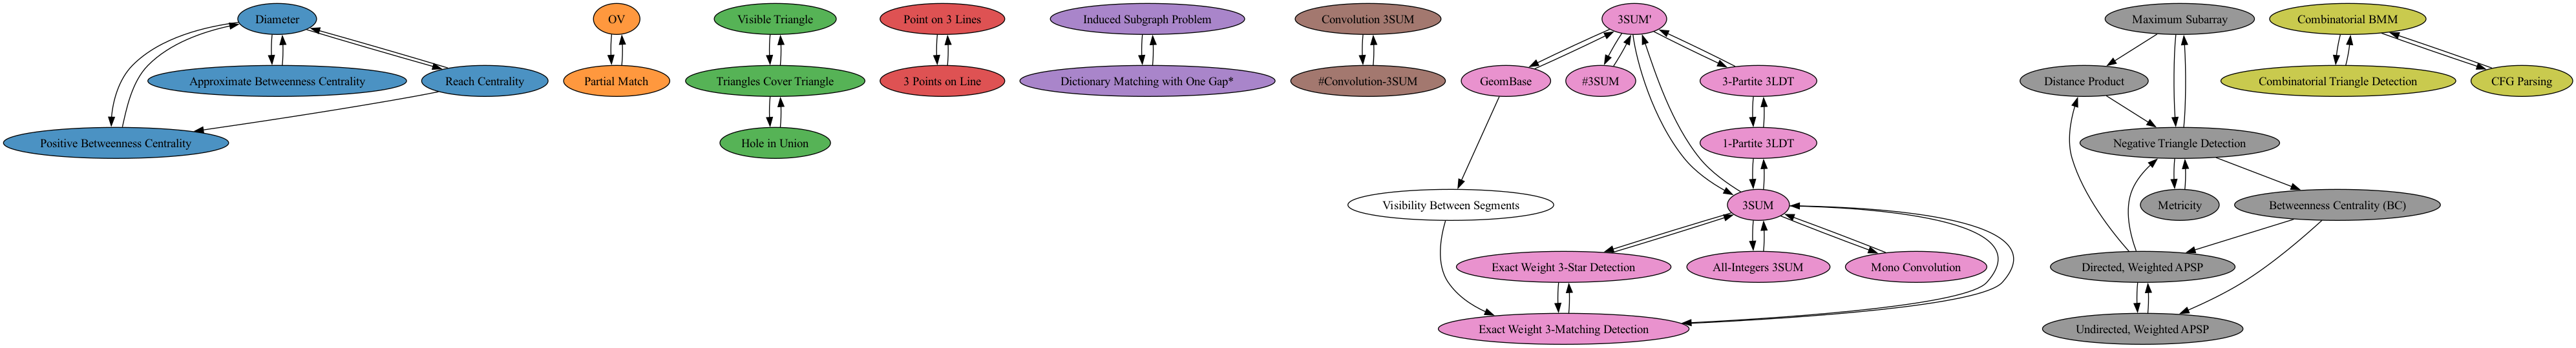 Diameter
OV
Visible Triangle
Point on 3 Lines
Induced Subgraph Problem
Convolution 3SUM
3SUM'
Maximum Subarray
Combinatorial BMM
Approximate Betweenness Centrality
Reach Centrality
Partial Match
Triangles Cover Triangle
3 Points on Line
Dictionary Matching with One Gap*
#Convolution-3SUM
GeomBase
#3SUM
3-Partite 3LDT
Distance Product
Combinatorial Triangle Detection
CFG Parsing
Positive Betweenness Centrality
Hole in Union
1-Partite 3LDT
Negative Triangle Detection
Visibility Between Segments
3SUM
Metricity
Betweenness Centrality (BC)
Exact Weight 3-Star Detection
All-Integers 3SUM
Mono Convolution
Directed, Weighted APSP
Exact Weight 3-Matching Detection
Undirected, Weighted APSP